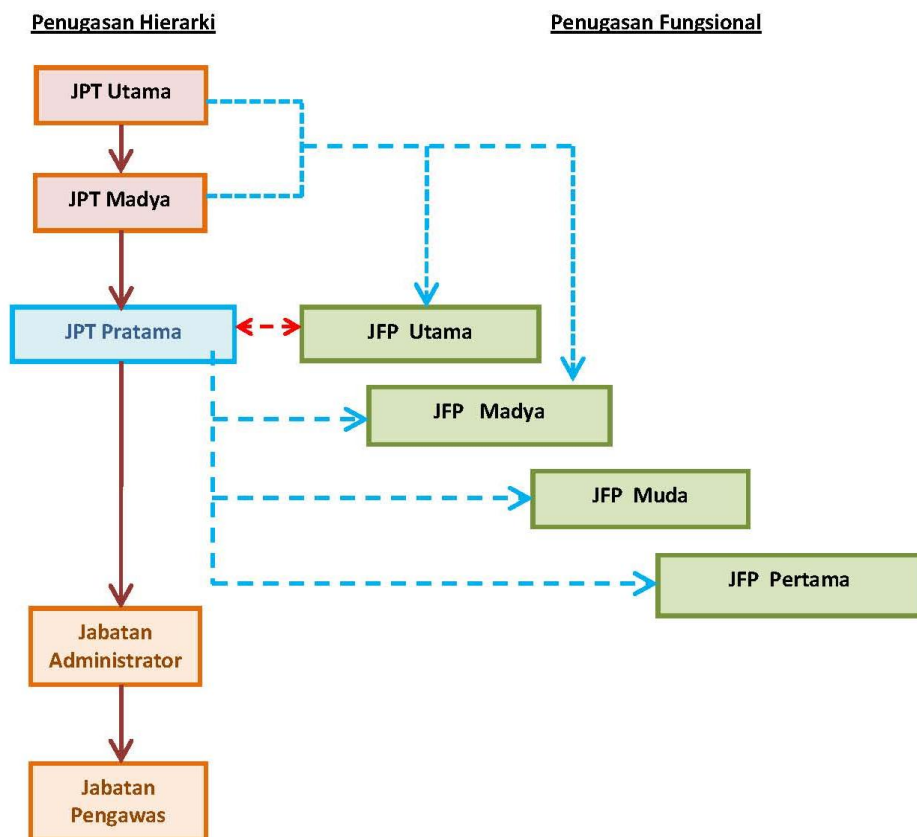 Penugasan Hierarki
Penugasan Fungsional
JPT Utama
JPT Madya
JPT Pratama
JFP Utama
JFP Madya
JFP Muda
JFP Pertama
Jabatan
Administrator
Jabatan
Pengawas